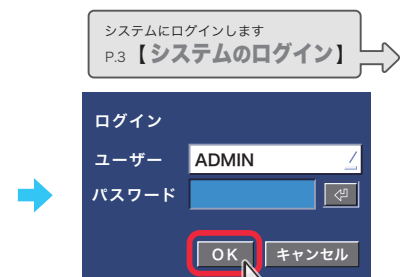 システムにログインします
P.3【システムのログイン】
ログイン
ユーザー ADMIN
パスワード
OK キャンセル